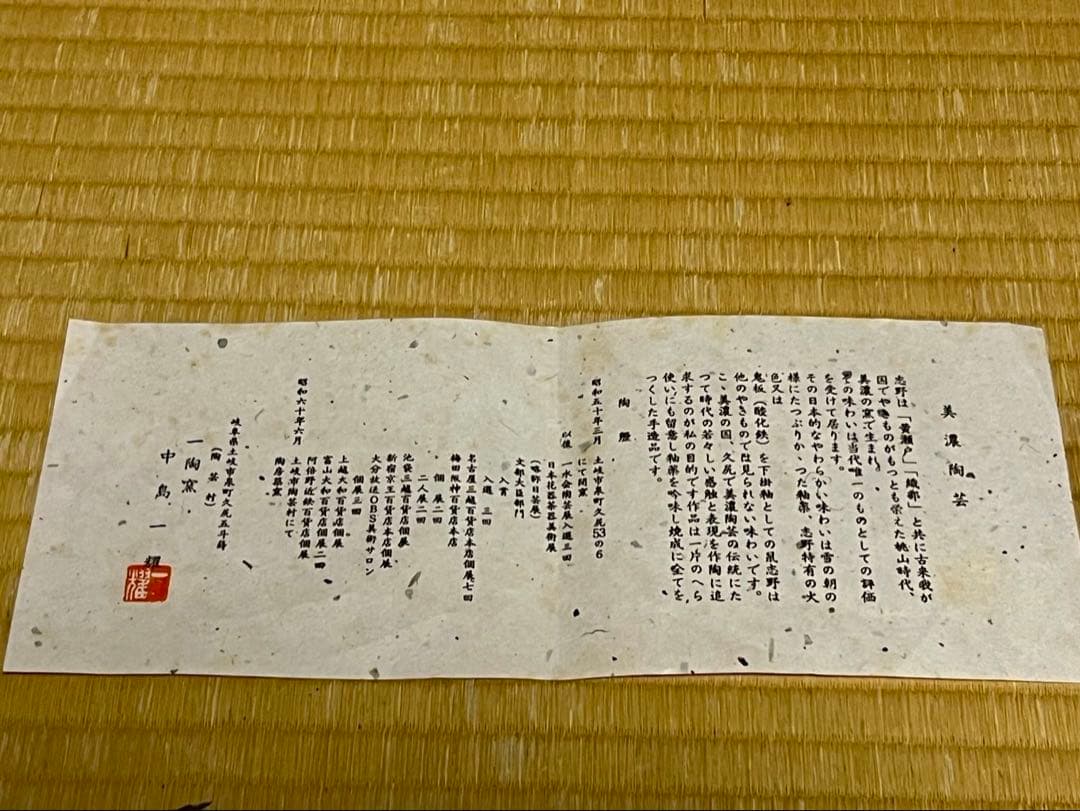 美濃陶芸
志野は「黄瀬戸」「織部」と共に古来我が
国でやきものがもっとも栄えた桃山時代、
美濃の窯で生まれ、
その味わいは当代唯一のものとしての評価
を受けて居ります。
その日本的なやわらかい味わいは雪の朝の
様にたっぷりかゝつた釉薬、志野特有の火
色又は
鬼板(酸化鉄)を下掛釉としての鼠志野は
他のやきものでは見られない味わいです。
こゝ美濃の国、久尻で美濃陶芸の伝統にた
つて時代の若々しい感触と表現を作陶に追
求するのが私の目的です作品は一片のへら
使いにも留意し釉薬を吟味し焼成に全てを
つくした手造品です。
陶歴
昭和五十年三月 土岐市泉町久尻53の6
にて開窯
以後 一水会陶芸展入選三回
日本花器茶器美術展
(略称日茶展)
文部大臣部門
入賞
入選 三回
名古屋三越百貨店本店個展七回
梅田阪神百貨店本店
個展二回
二人展二回
池袋三越百貨店個展
新宿京王百貨店本店個展
大分放送OBS美術サロン
個展三回
上越大和百貨店個展
富山大和百貨店個展二回
阿倍野近鉄百貨店個展
昭和六十年六月 土岐市陶芸村にて
陶房築窯
岐阜県土岐市泉町久尻五斗蒔
(陶芸村)
一陶窯
中島一耀
一耀